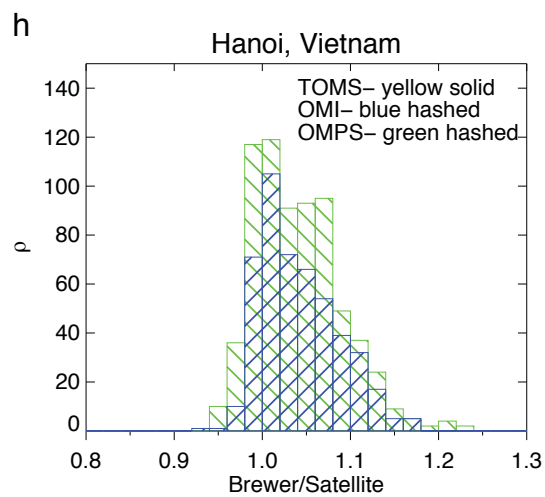 h
Hanoi, Vietnam
TOMS− yellow solid
OMI− blue hashed
OMPS− green hashed
140
120
100
80
60
40
20
0
ρ
0.8 0.9 1.0 1.1 1.2 1.3
Brewer/Satellite